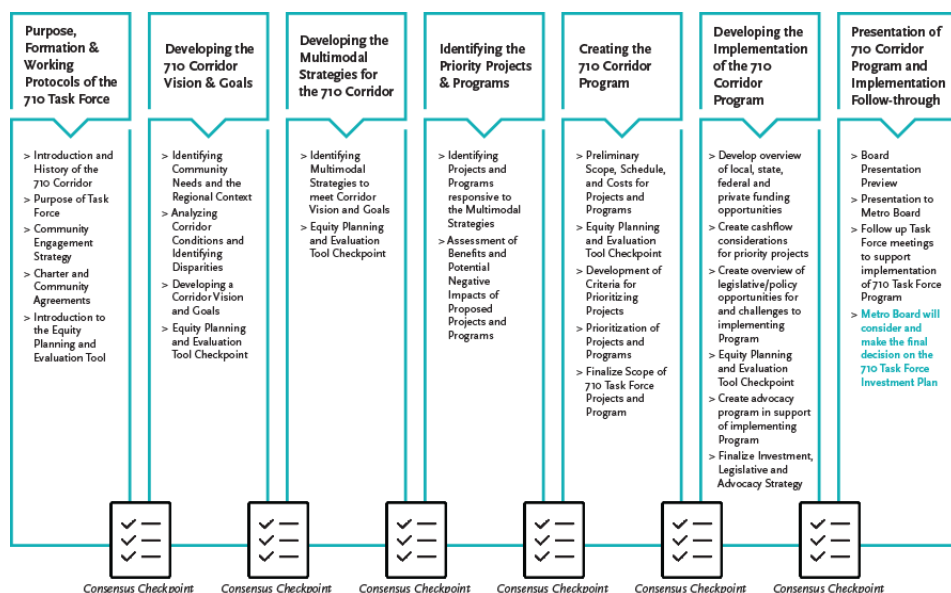 Purpose,
Formation &
Working
Protocols of the
710 Task Force
> Introduction and
History of the
710 Corridor
> Purpose of Task
Force
> Community
Engagement
Strategy
> Charter and
Community
Agreements
> Introduction to
the Equity
Planning and
Evaluation Tool
Developing the
710 Corridor
Vision & Goals
> Identifying
Community
Needs and the
Regional Context
> Analyzing
Corridor
Conditions and
Identifying
Disparities
> Developing a
Corridor Vision
and Goals
> Equity Planning
and Evaluation
Tool Checkpoint
Developing the
Multimodal
Strategies for
the 710 Corridor
> Identifying
Multimodal
Strategies to
meet Corridor
Vision and Goals
> Equity Planning
and Evaluation
Tool Checkpoint
Identifying the
Priority Projects
& Programs
> Identifying
Projects and
Programs
responsive to
the Multimodal
Strategies
> Assessment of
Benefits and
Potential
Negative
Impacts of
Proposed
Projects and
Programs
Creating the
710 Corridor
Program
> Preliminary
Scope, Schedule,
and Costs for
Projects and
Programs
> Equity Planning
and Evaluation
Tool Checkpoint
> Development of
Criteria for
Prioritizing
Projects
> Prioritization of
Projects and
Programs
> Finalize Scope of
710 Task Force
Projects and
Program
Developing the
Implementation
of the 710
Corridor
Program
> Develop overview
of local, state,
federal and
private funding
opportunities
> Create cashflow
considerations
for priority projects
> Create overview of
legislative/policy
opportunities for
and challenges to
implementing
Program
> Equity Planning
and Evaluation
Tool Checkpoint
> Create advocacy
program in support
of implementing
Program
> Finalize Investment,
Legislative and
Advocacy Strategy
Presentation of
710 Corridor
Program and
Implementation
Follow-through
> Board
Presentation
Preview
> Presentation to
Metro Board
> Follow up Task
Force meetings
to support
implementation
of 710 Task Force
Program
> Metro Board will
consider and
make the final
decision on the
710 Task Force
Investment Plan
Consensus Checkpoint
Consensus Checkpoint
Consensus Checkpoint
Consensus Checkpoint
Consensus Checkpoint
Consensus Checkpoint